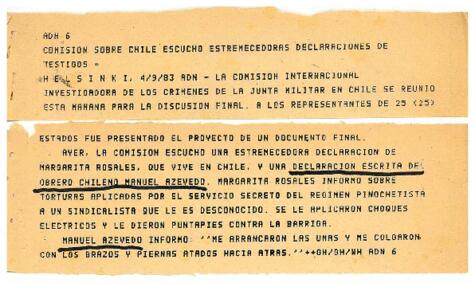 ADN 6
COMISION SOBRE CHILE ESCUCHO ESTREMECEDORAS DECLARACIONES DE
TESTIGOS =
H E L S I N K I, 4/9/83 ADN - LA COMISION INTERNACIONAL
INVESTIGADORA DE LOS CRIMENES DE LA JUNTA MILITAR EN CHILE SE REUNIO
ESTA MAHANA PARA LA DISCUSION FINAL. A LOS REPRESENTANTES DE 25 (25)
ESTADOS FUE PRESENTADO EL PROYECTO DE UN DOCUMENTO FINAL.
AYER, LA COMISION ESCUCHO UNA ESTREMECEDORA DECLARACION DE
MARGARITA ROSALES, QUE VIVE EN CHILE, Y UNA DECLARACION ESCRITA DE
OBRERO CHILENO MANUEL AZEVEDO. MARGARITA ROSALES INFORMO SOBRE
TORTURAS APLICADAS POR EL SERVICIO SECRETO DEL REGIMEN PINOCHETISTA
A UN SINDICALISTA QUE LE ES DESCONOCIDO. SE LE APLICARON CHOQUES
ELECTRICOS Y LE DIERON PUNTAPIES CONTRA LA BARRIGA.
MANUEL AZEVEDO INFORMO: ''ME ARRANCARON LAS UNAS Y ME COLGARON
CON LOS BRAZOS Y PIERNAS ATADOS HACIA ATRAS.''++GH/BH/WH ADN 6